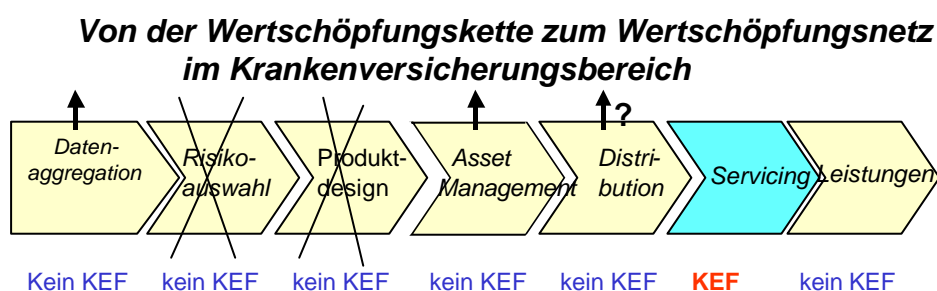 Von der Wertschöpfungskette zum Wertschöpfungsnetz
im Krankenversicherungsbereich
?
Daten-
aggregation
Risiko-
auswahl
Produkt-
design
Asset
Management
Distri-
bution
Servicing
Leistungen
Kein KEF
kein KEF
kein KEF
kein KEF
kein KEF
KEF
kein KEF